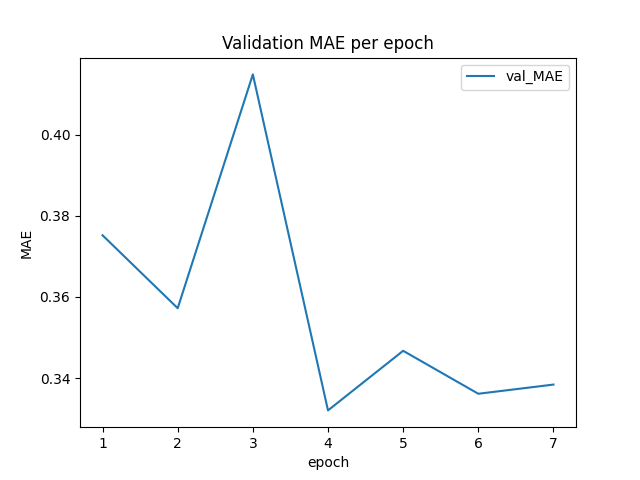 Validation MAE per epoch
val_MAE
MAE
0.40
0.38
0.36
0.34
1 2 3 4 5 6 7
epoch